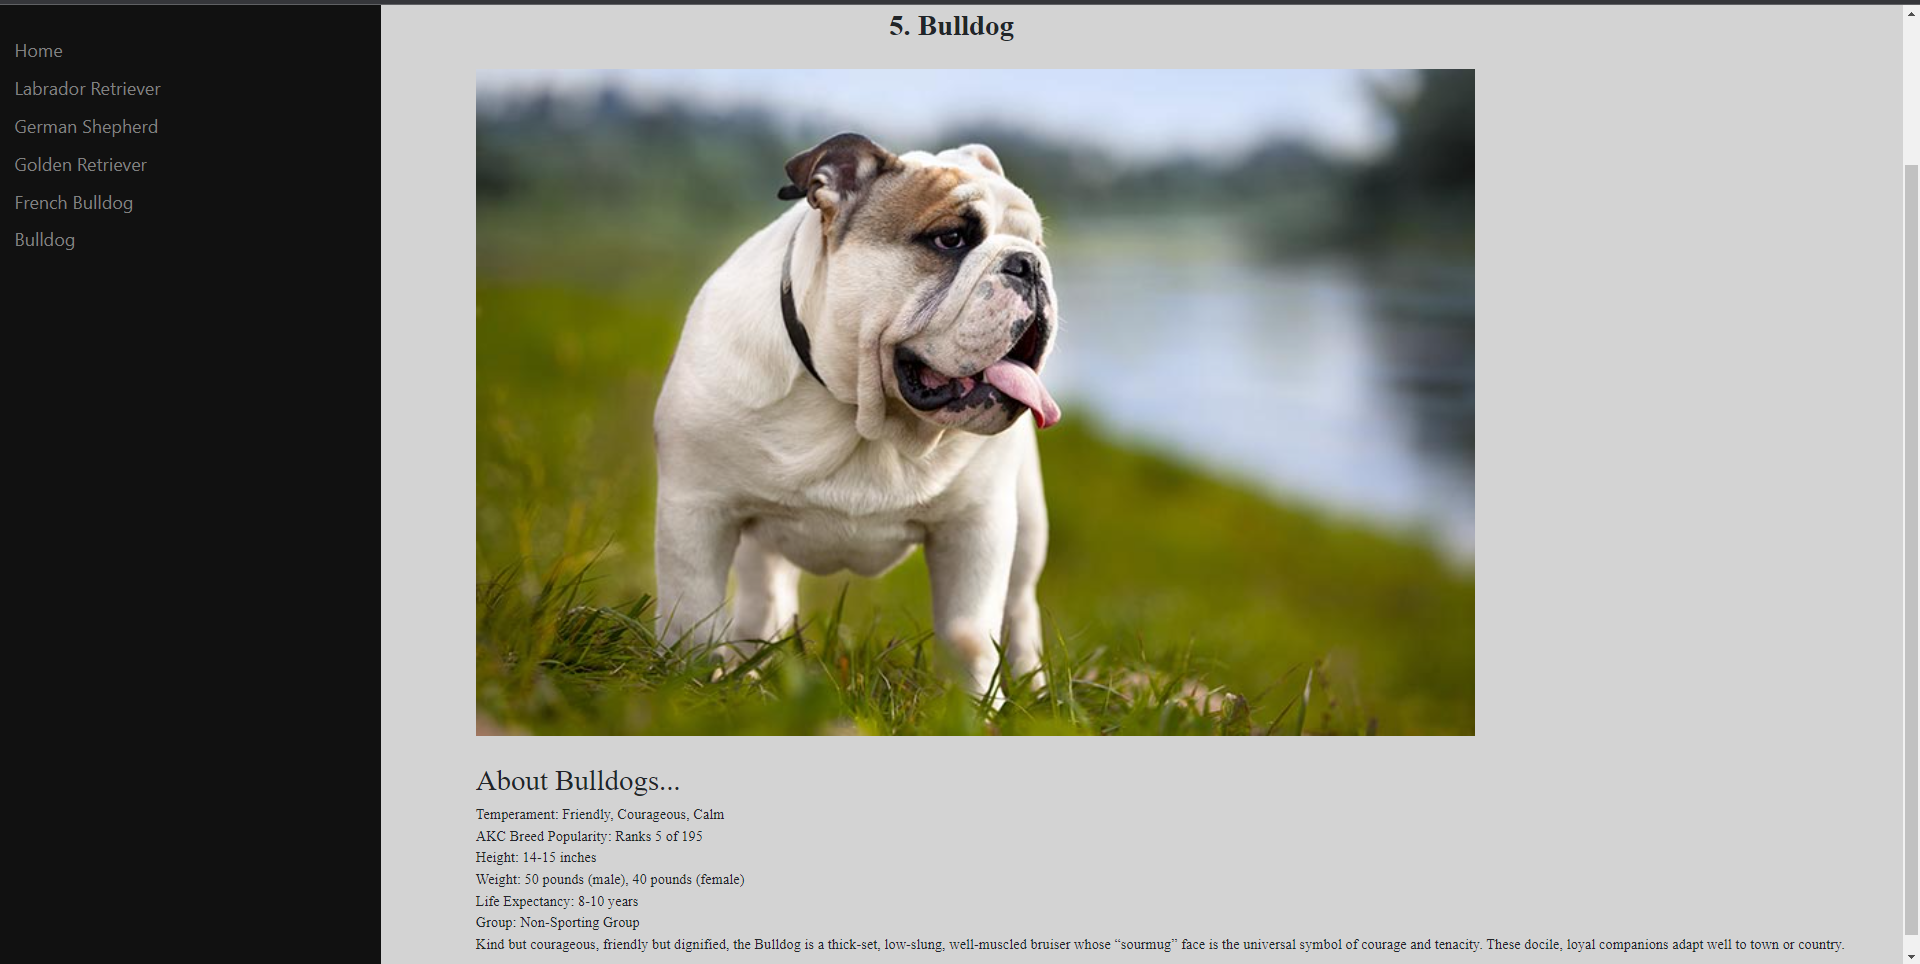 Home
Labrador Retriever
German Shepherd
Golden Retriever
French Bulldog
Bulldog
5. Bulldog
About Bulldogs...
Temperament: Friendly, Courageous, Calm
AKC Breed Popularity: Ranks 5 of 195
Height: 14-15 inches
Weight: 50 pounds (male), 40 pounds (female)
Life Expectancy: 8-10 years
Group: Non-Sporting Group
Kind but courageous, friendly but dignified, the Bulldog is a thick-set, low-slung, well-muscled bruiser whose “sourmug” face is the universal symbol of courage and tenacity. These docile, loyal companions adapt well to town or country.